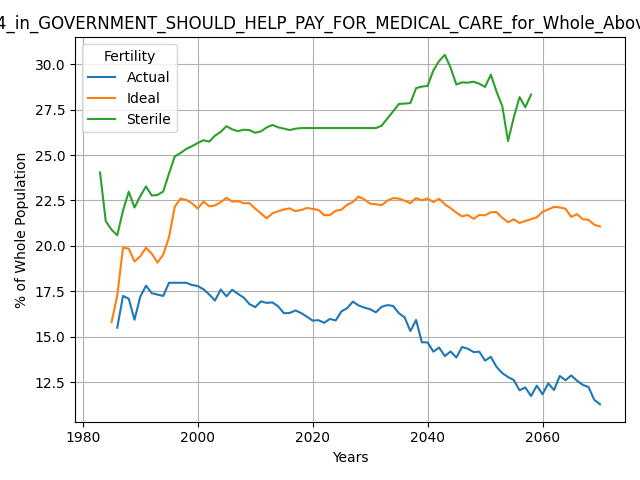 4_in_GOVERNMENT_SHOULD_HELP_PAY_FOR_MEDICAL_CARE_for_Whole_Abov
Fertility
Actual
Ideal
Sterile
% of Whole Population
30.0
27.5
25.0
22.5
20.0
17.5
15.0
12.5
1980
2000
2020
2040
2060
Years